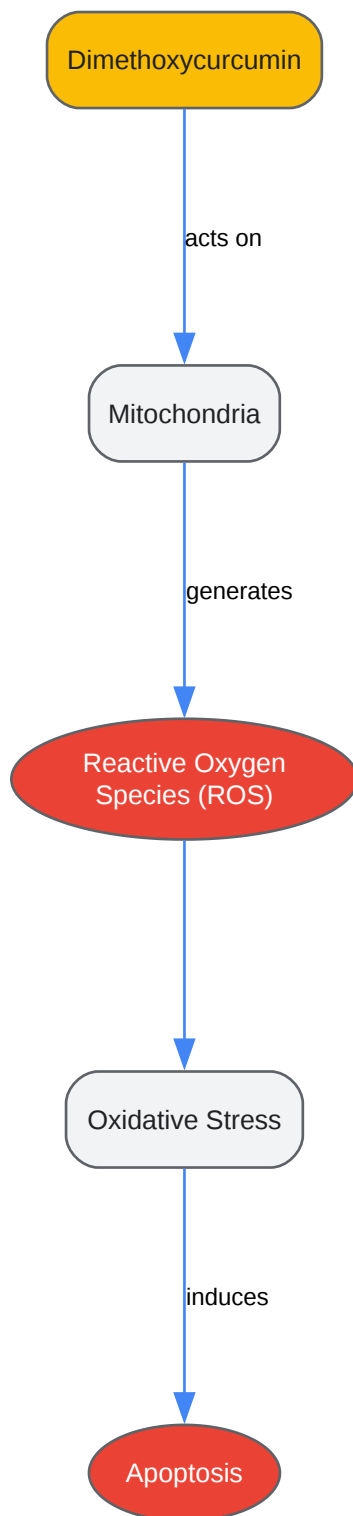 Dimethoxycurcumin
acts on
Mitochondria
generates
Reactive Oxygen
Species (ROS)
Oxidative Stress
induces
Apoptosis